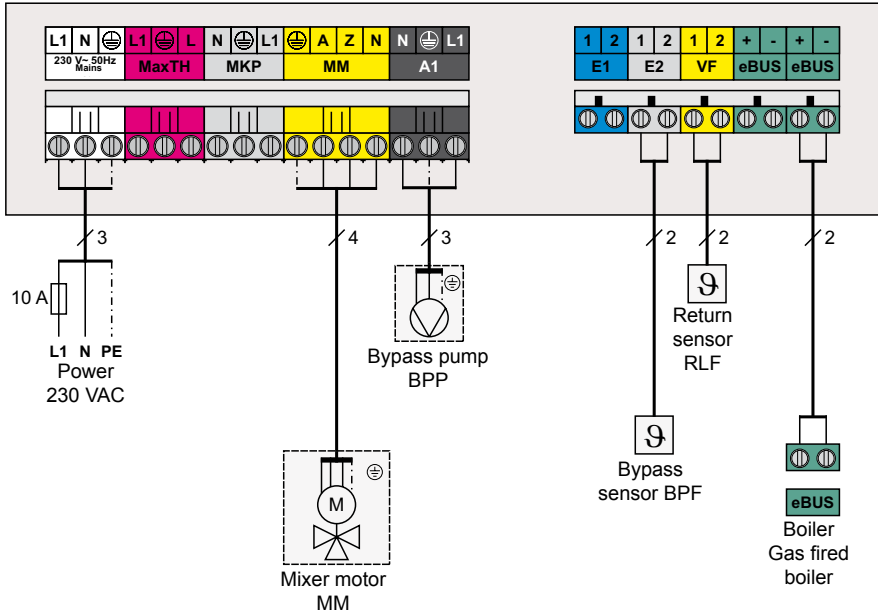 L1 N L1 L N L1 A Z N N L1 1 2 1 2 1 2 + - + -
230 V~ 50Hz
Mains MaxTH MKP MM A1 E1 E2 VF eBUS eBUS
3 4 3 2 2 2
10 A
L1 N PE
Power
230 VAC
Bypass pump
BPP
ϑ
Return
sensor
RLF
M
Mixer motor
MM
ϑ
Bypass
sensor BPF
eBUS
Boiler
Gas fired
boiler